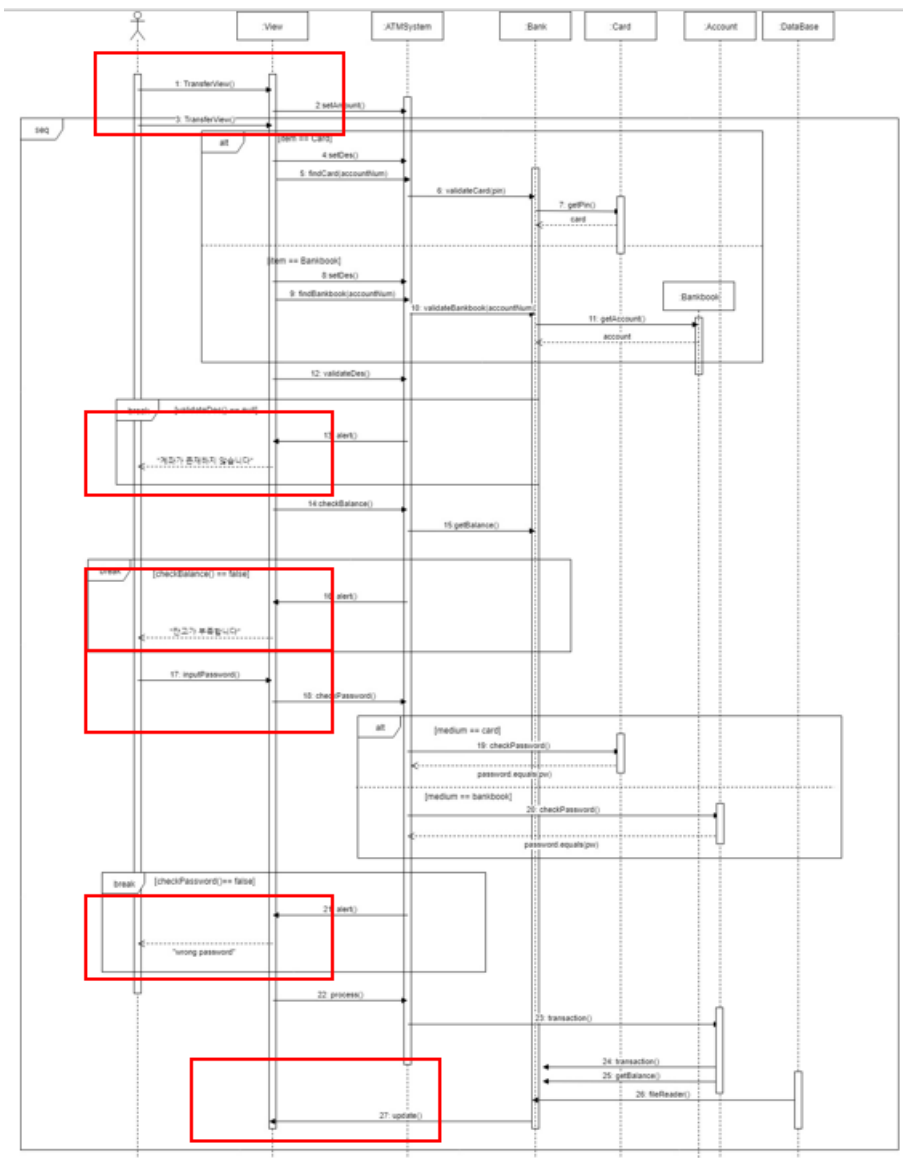 :View
:ATMSystem
:Bank
:Card
:Account
:DataBase
1: TransferView()
2:setAmount()
3. TransferView()
seq
alt
[item == Card]
4:setDes()
5: findCard(accountNum)
6: validateCard(pin)
7: getPin()
card
[item == Bankbook]
8:setDes()
9: findBankbook(accountNum)
:Bankbook
10: validateBankbook(accountNum)
11: getAccount()
account
12: validateDes()
break
13: alert()
"계좌가 존재하지 않습니다"
14:checkBalance()
15:getBalance()
break
[checkBalance() == false]
16: alert()
"잔고가 부족합니다"
17: inputPassword()
18: checkPassword()
alt
[medium == card]
19: checkPassword()
password.equals(pw)
[medium == bankbook]
20: checkPassword()
password.equals(pw)
break
[checkPassword()== false]
21: alert()
"wrong password"
22: process()
23: transaction()
24: transaction()
25: getBalance()
26: fileReader()
27: update()